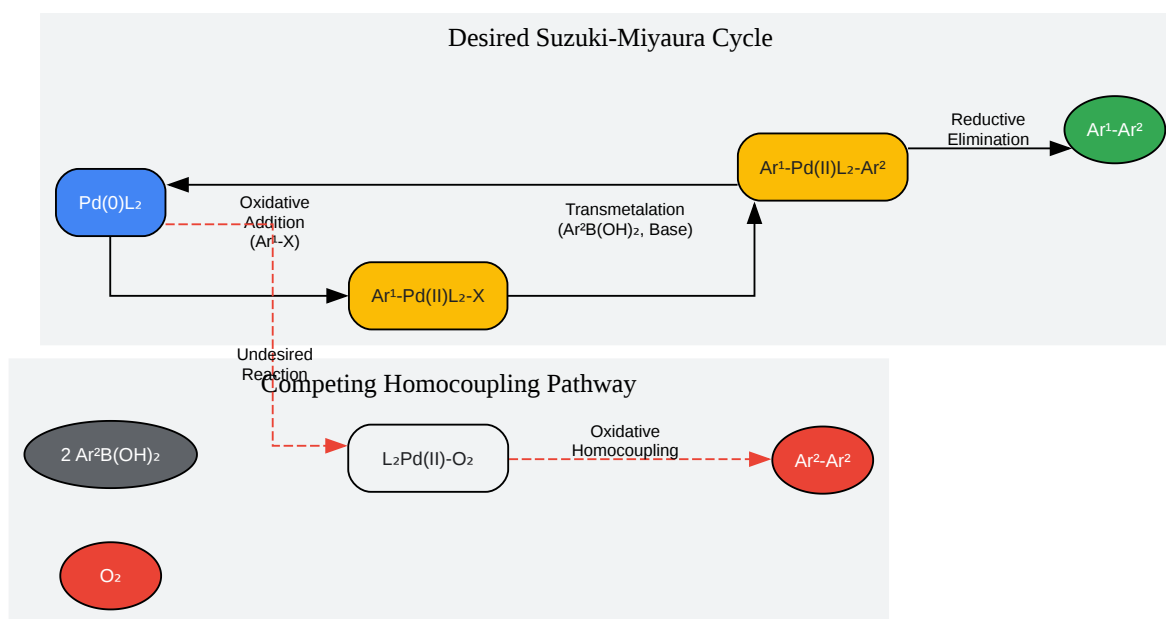 Desired Suzuki-Miyaura Cycle
Reductive
Elimination
Ar¹-Ar²
Ar¹-Pd(II)L₂-Ar²
Pd(0)L₂
Oxidative
Addition
(Ar¹-X)
Transmetalation
(Ar²B(OH)₂, Base)
Ar¹-Pd(II)L₂-X
Undesired
Reaction
Competing Homocoupling Pathway
2 Ar²B(OH)₂
L₂Pd(II)-O₂
Oxidative
Homocoupling
Ar²-Ar²
O₂